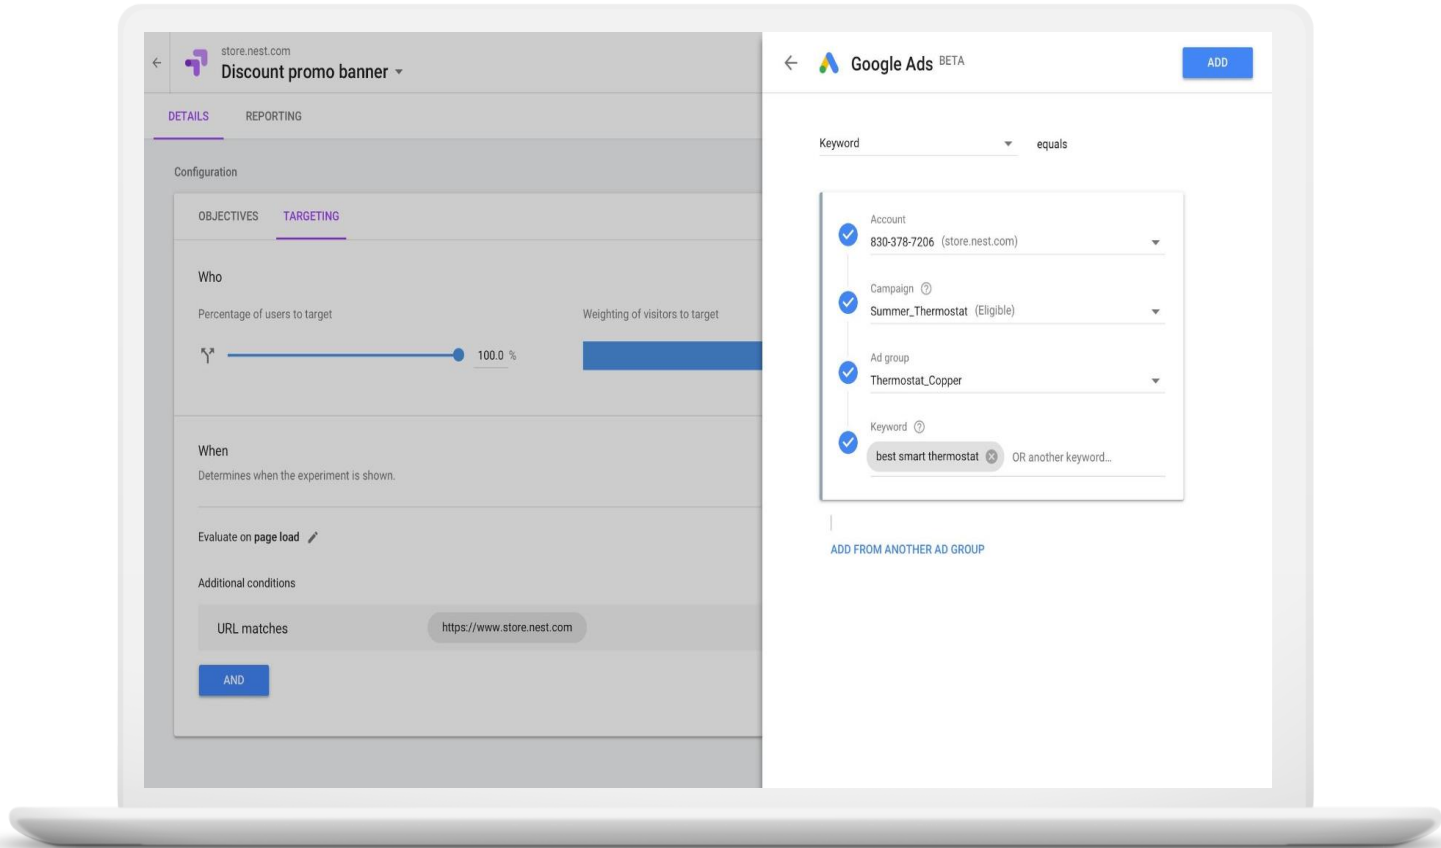 store.nest.com
Discount promo banner
DETAILS REPORTING
Configuration
OBJECTIVES TARGETING
Who
Percentage of users to target Weighting of visitors to target
100.0 %
When
Determines when the experiment is shown.
Evaluate on page load
Additional conditions
URL matches https://www.store.nest.com
AND
Google Ads BETA ADD
Keyword equals
Account
830-378-7206 (store.nest.com)
Campaign ?
Summer_Thermostat (Eligible)
Ad group
Thermostat_Copper
Keyword ?
best smart thermostat OR another keyword...
ADD FROM ANOTHER AD GROUP